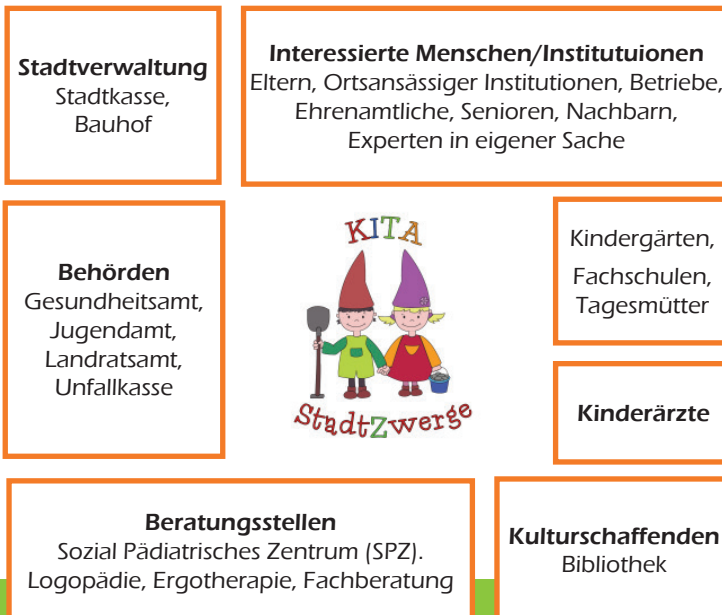 Stadtverwaltung
Stadtkasse,
Bauhof
Interessierte Menschen/Institutuionen
Eltern, Ortsansässiger Institutionen, Betriebe,
Ehrenamtliche, Senioren, Nachbarn,
Experten in eigener Sache
Behörden
Gesundheitsamt,
Jugendamt,
Landratsamt,
Unfallkasse
KITA
StadtZwerge
Kindergärten,
Fachschulen,
Tagesmütter
Kinderärzte
Beratungsstellen
Sozial Pädiatrisches Zentrum (SPZ).
Logopädie, Ergotherapie, Fachberatung
Kulturschaffenden
Bibliothek